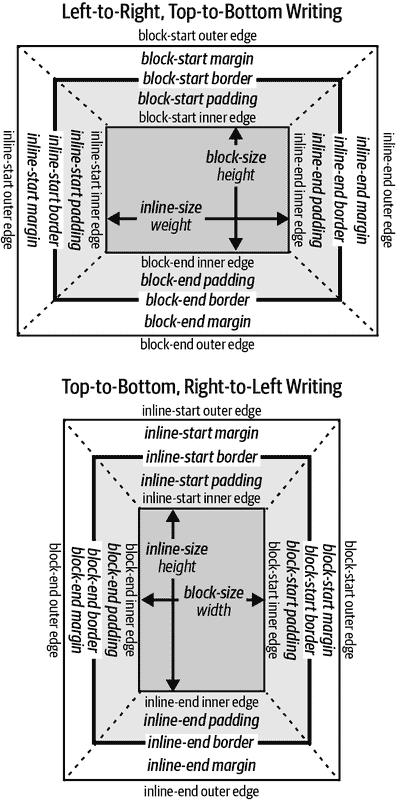 Left-to-Right, Top-to-Bottom Writing
block-start outer edge
block-start margin
block-start border
block-start padding
block-start inner edge
inline-start outer edge
inline-start margin
inline-start border
inline-start padding
inline-start inner edge
block-size
height
inline-size
weight
inline-end inner edge
inline-end padding
inline-end border
inline-end margin
inline-end outer edge
block-end inner edge
block-end padding
block-end border
block-end margin
block-end outer edge
Top-to-Bottom, Right-to-Left Writing
inline-start outer edge
inline-start margin
inline-start border
inline-start padding
inline-start inner edge
block-end outer edge
block-end margin
block-end border
block-end padding
block-end inner edge
inline-size
height
block-size
width
block-start inner edge
block-start padding
block-start border
block-start margin
block-start outer edge
inline-end inner edge
inline-end padding
inline-end border
inline-end margin
inline-end outer edge